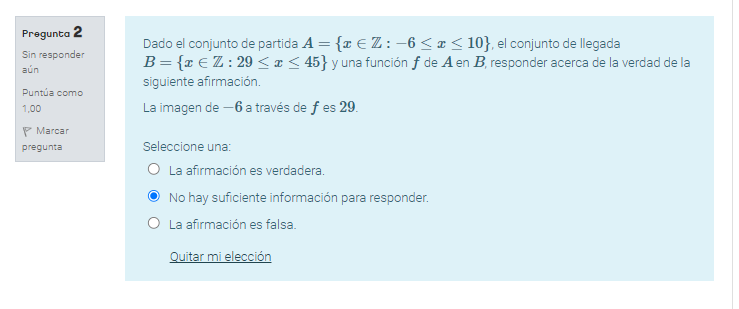 Pregunta 2
Sin responder
aún
Puntúa como
1,00
Marcar
pregunta
Dado el conjunto de partida A = {x ∈ ℤ : −6 ≤ x ≤ 10}, el conjunto de llegada
B = {x ∈ ℤ : 29 ≤ x ≤ 45} y una función f de A en B, responder acerca de la verdad de la
siguiente afirmación.
La imagen de −6 a través de f es 29.
Seleccione una:
La afirmación es verdadera.
No hay suficiente información para responder.
La afirmación es falsa.
Quitar mi elección